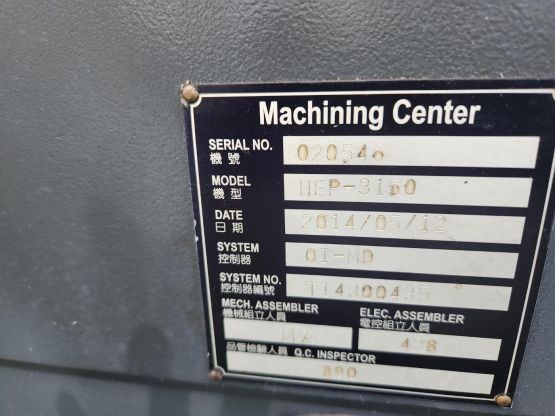 Machining Center
SERIAL NO. 機號
MODEL 機型 HEP-3150
DATE 日期 2014/05/12
SYSTEM 控制器 OI-MD
SYSTEM NO. 控制器編號
MECH. ASSEMBLER 機械組立人員
ELEC. ASSEMBLER 電控組立人員
品管檢驗人員 Q.C. INSPECTOR
890